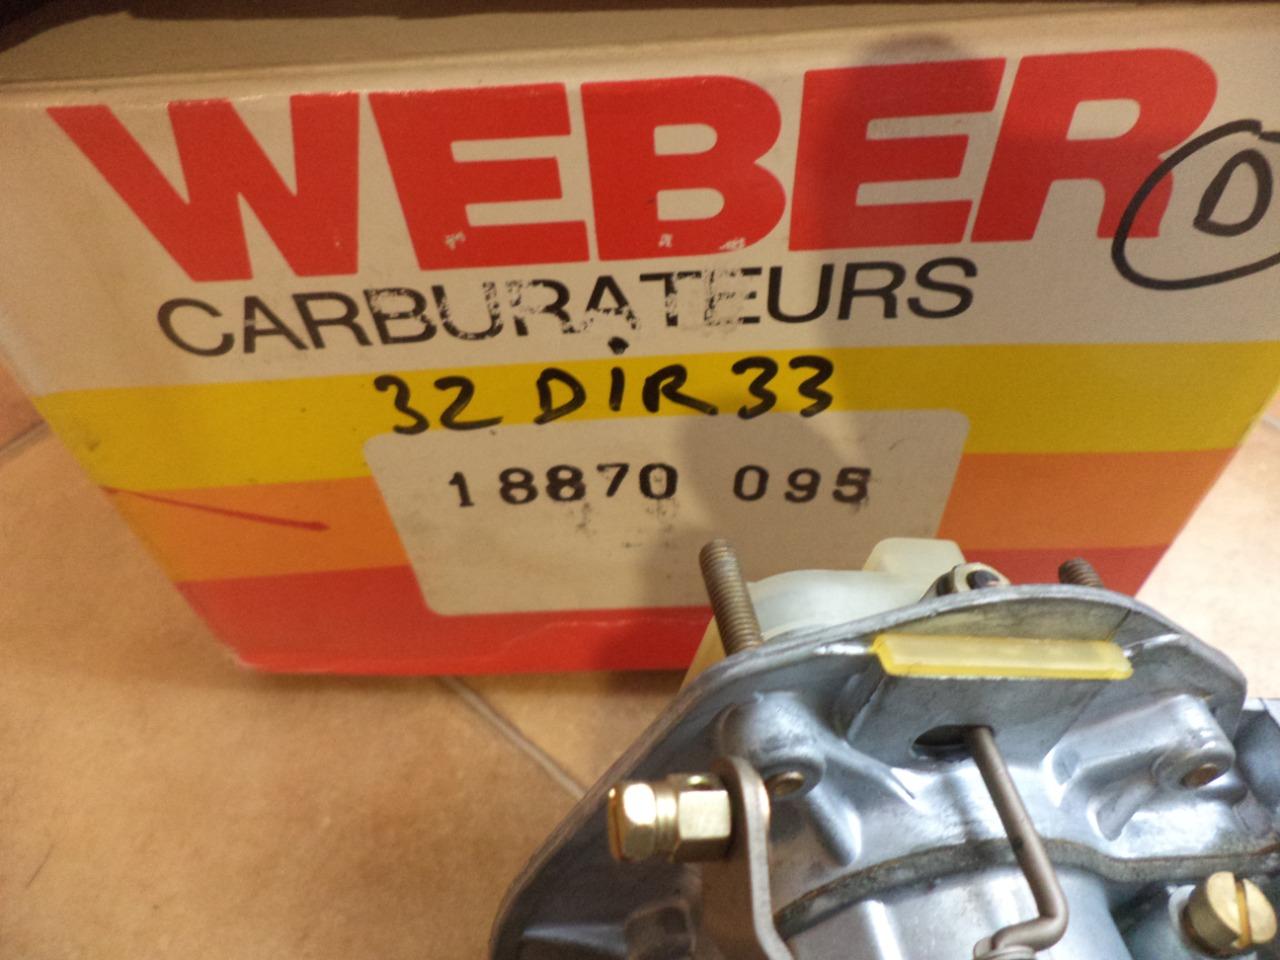 WEBER
D
CARBURATEURS
32 DIR 33
18870 095